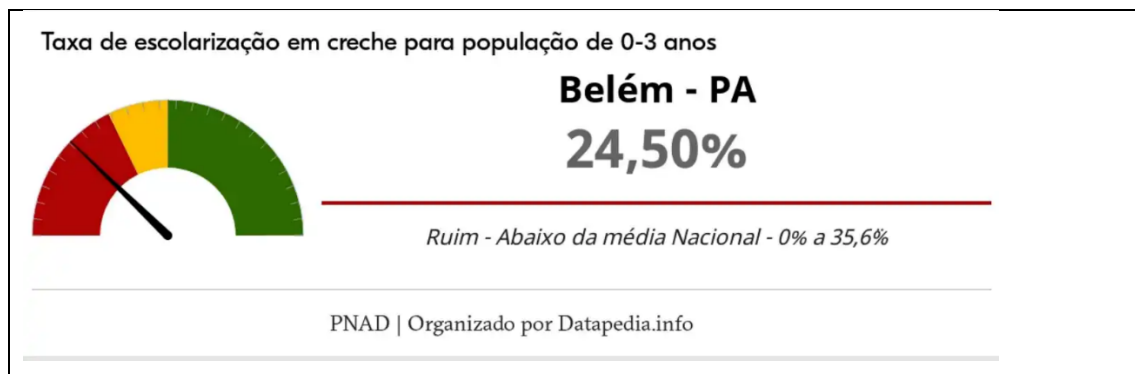 Taxa de escolarização em creche para população de 0-3 anos
Belém - PA
24,50%
Ruim - Abaixo da média Nacional - 0% a 35,6%
PNAD | Organizado por Datapedia.info